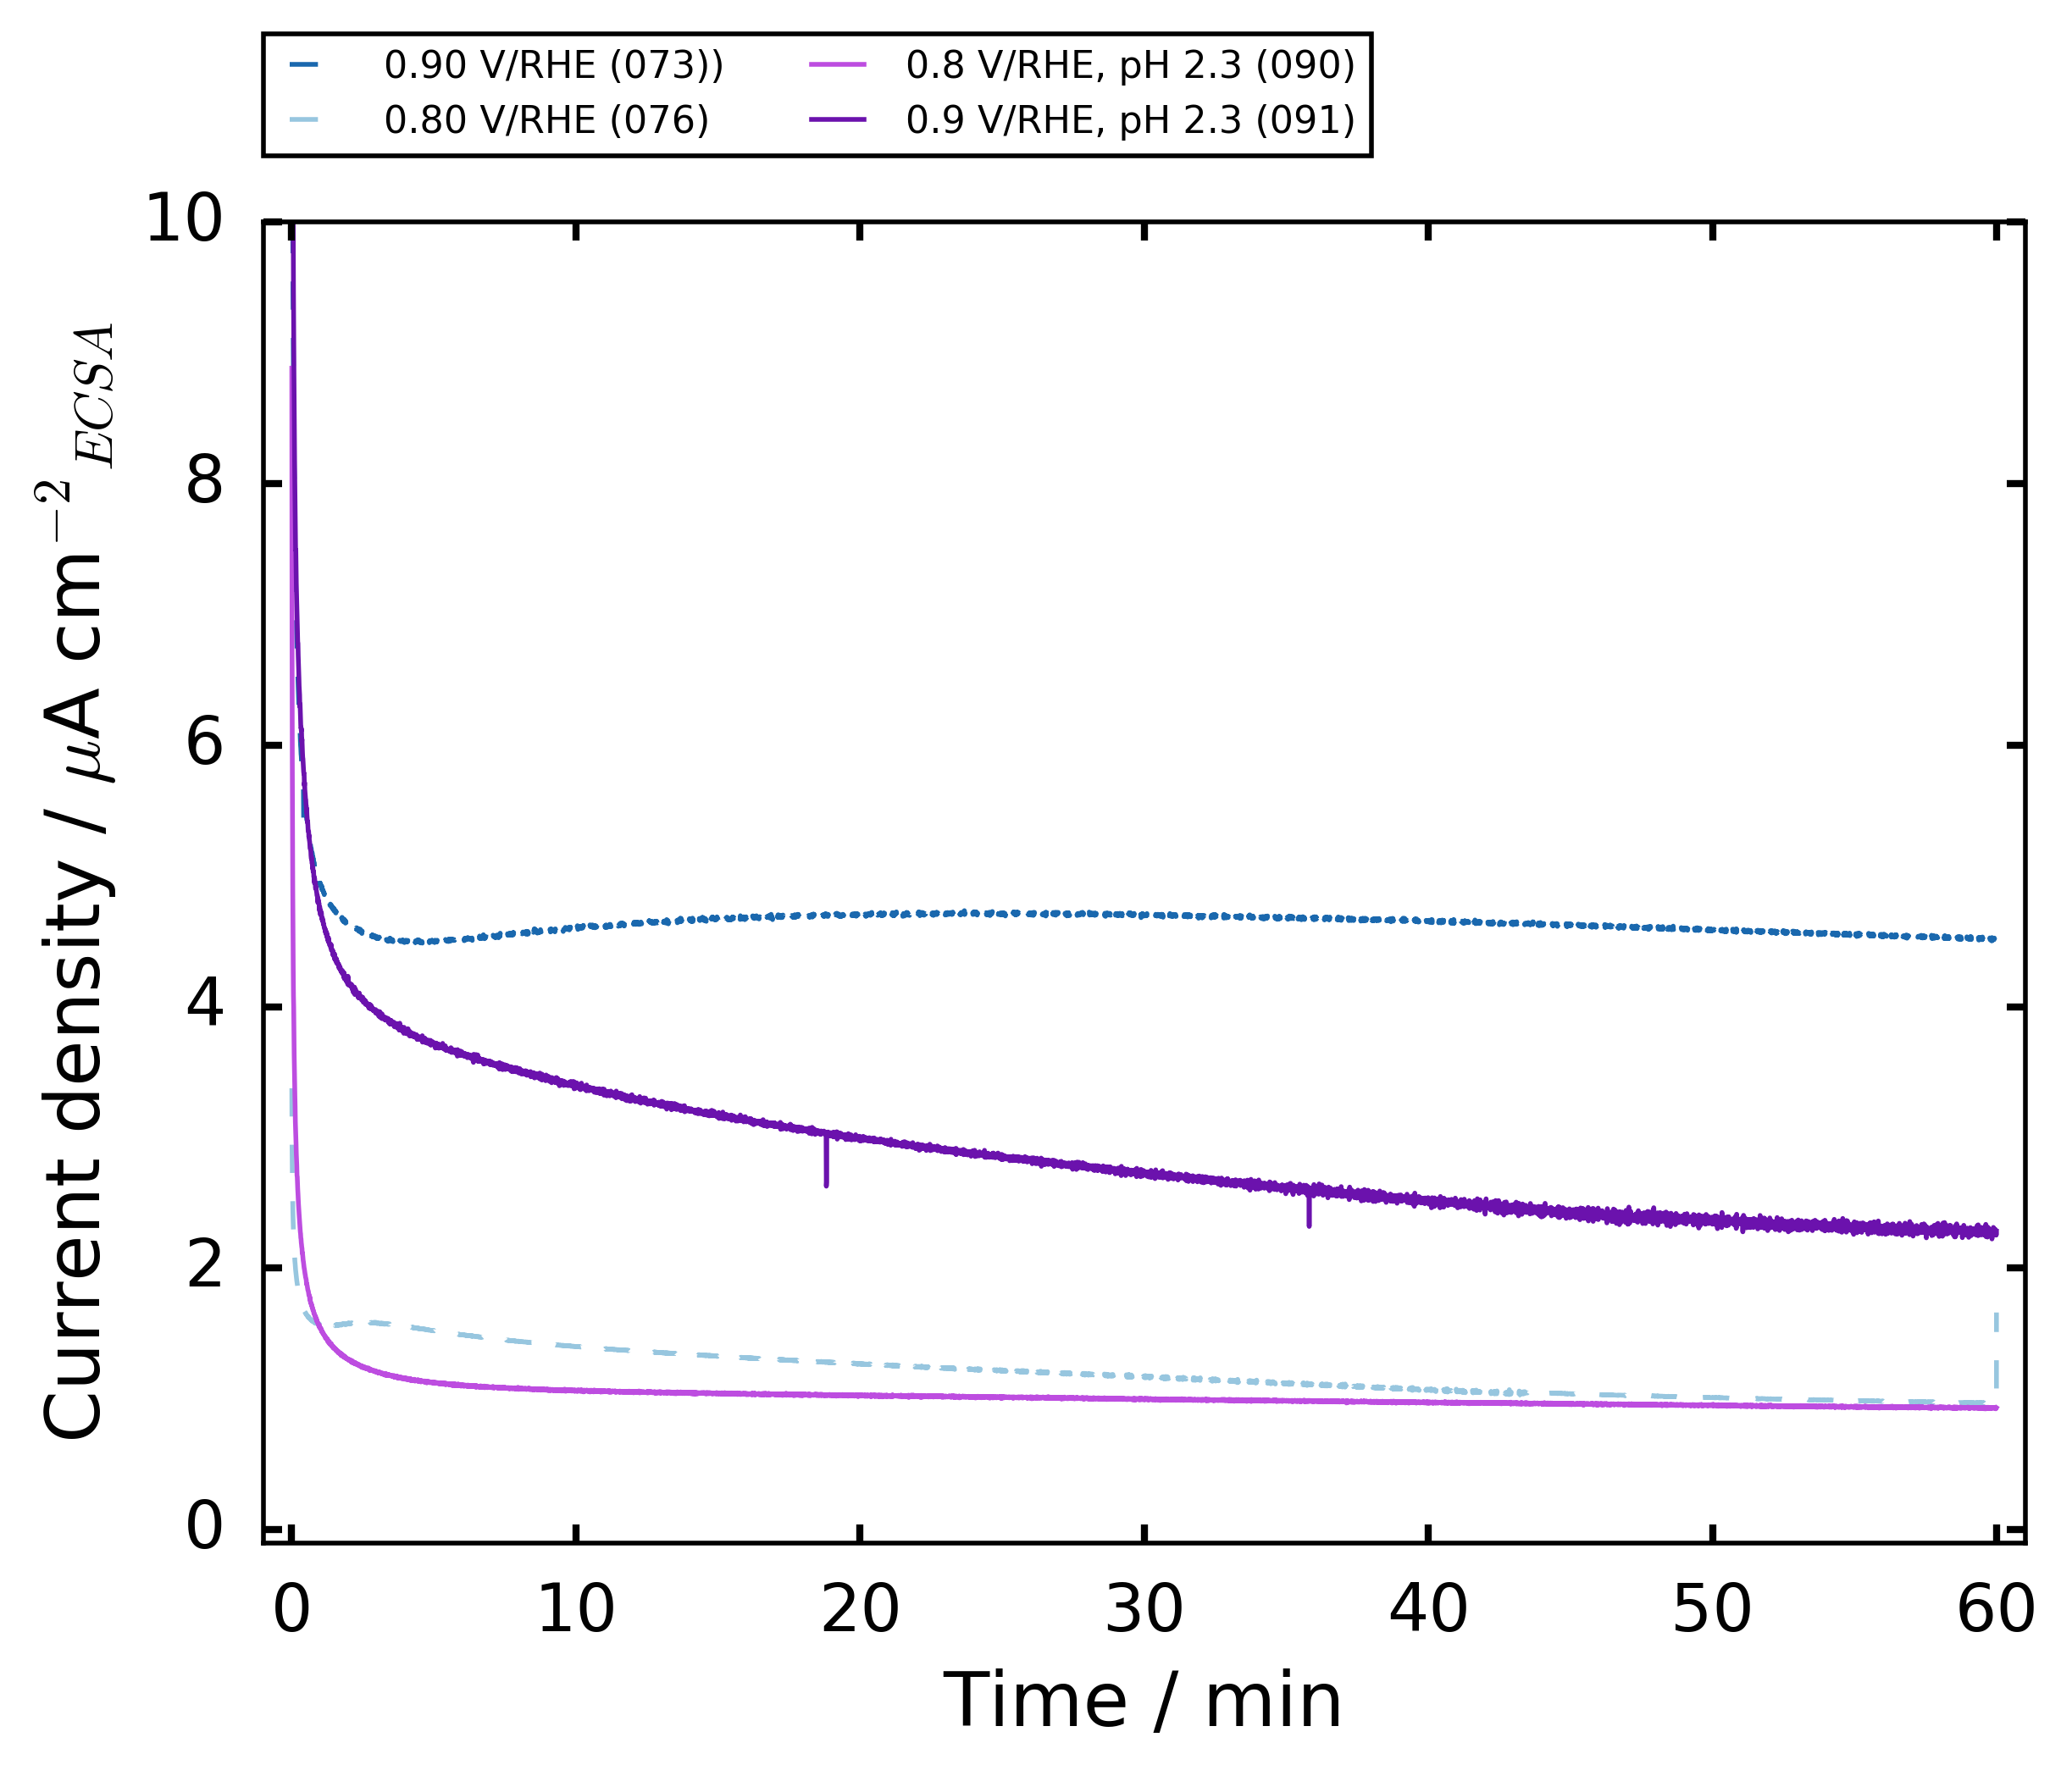 0.90 V/RHE (073))
0.80 V/RHE (076)
0.8 V/RHE, pH 2.3 (090)
0.9 V/RHE, pH 2.3 (091)
10
8
6
4
2
0
Current density / μA cm⁻² ECSA
0 10 20 30 40 50 60
Time / min